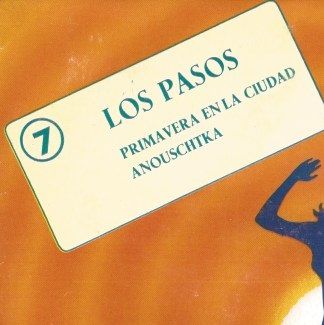 7
LOS PASOS
PRIMAVERA EN LA CIUDAD
ANOUSCHTKA